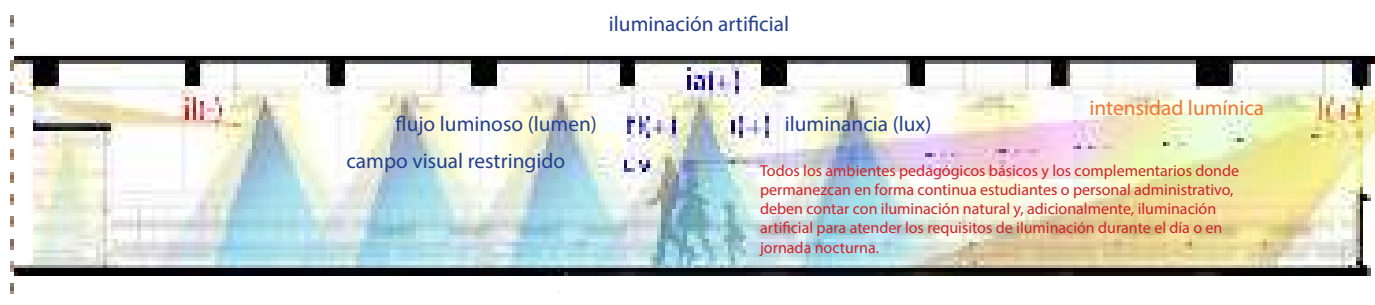 iluminación artificial
ia(+)
il(-)
intensidad lumínica
flujo luminoso (lumen)
iluminancia (lux)
campo visual restringido
Todos los ambientes pedagógicos básicos y los complementarios donde
permanezcan en forma continua estudiantes o personal administrativo,
deben contar con iluminación natural y, adicionalmente, iluminación
artificial para atender los requisitos de iluminación durante el día o en
jornada nocturna.